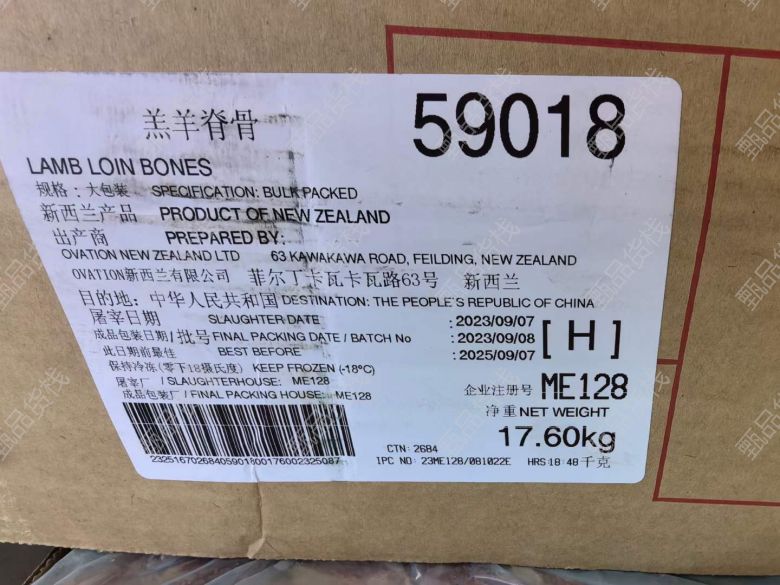 羔羊脊骨
59018
LAMB LOIN BONES
规格: 大包装 SPECIFICATION: BULK PACKED
新西兰产品 PRODUCT OF NEW ZEALAND
出产商 PREPARED BY:
OVATION NEW ZEALAND LTD 63 KAWAKAWA ROAD, FEILDING, NEW ZEALAND
OVATION新西兰有限公司 菲尔丁卡瓦卡瓦路63号 新西兰
目的地: 中华人民共和国 DESTINATION: THE PEOPLE'S REPUBLIC OF CHINA
屠宰日期 SLAUGHTER DATE : 2023/09/07
成品包装日期/批号 FINAL PACKING DATE / BATCH No : 2023/09/08
[ H ]
此日期前最佳 BEST BEFORE : 2025/09/07
保持冷冻(零下18摄氏度) KEEP FROZEN (-18°C)
屠宰厂 / SLAUGHTERHOUSE: ME128
成品包装厂 / FINAL PACKING HOUSE: ME128
企业注册号 ME128
净重 NET WEIGHT
17.60kg
千克
CTN: 2684
IPC NO: 23ME128/081022E HRS:18:48
23251670268405901800176002325087
甄品货栈